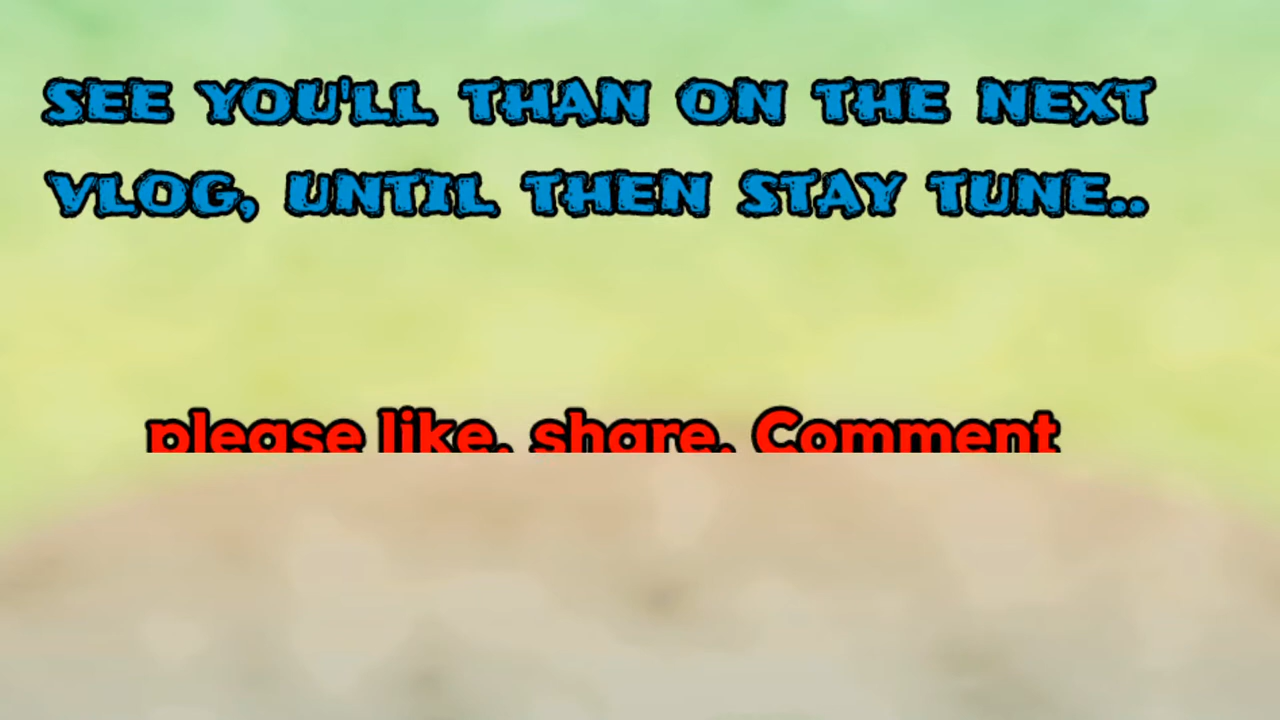 SEE YOU'LL THAN ON THE NEXT
VLOG, UNTIL THEN STAY TUNE..
please like, share, Comment